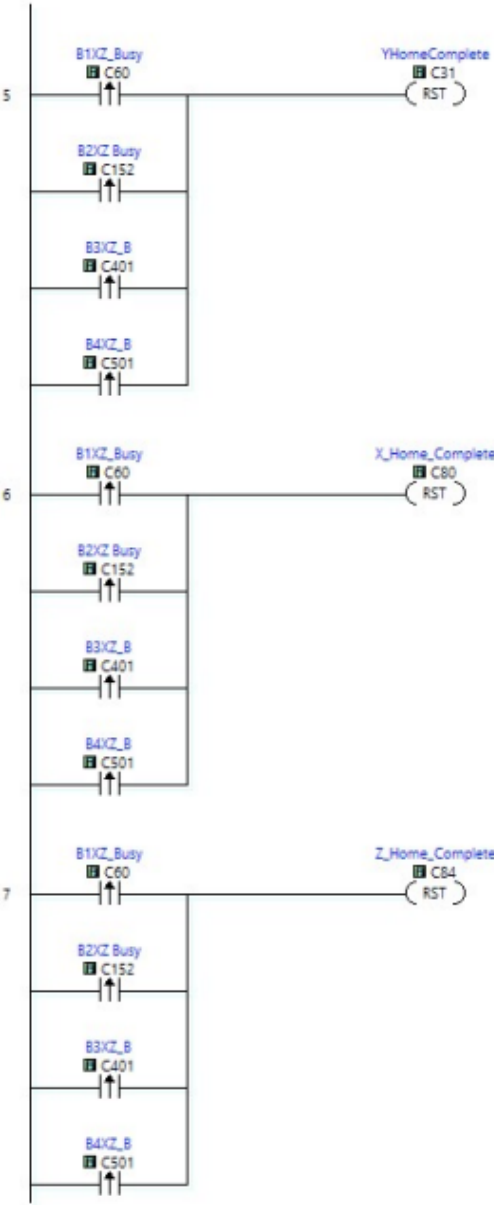 B1XZ_Busy
C60
YHomeComplete
C31
5
RST
B2XZ Busy
C152
B3XZ_B
C401
B4XZ_B
C501
B1XZ_Busy
C60
X_Home_Complete
C80
6
RST
B2XZ Busy
C152
B3XZ_B
C401
B4XZ_B
C501
B1XZ_Busy
C60
Z_Home_Complete
C84
7
RST
B2XZ Busy
C152
B3XZ_B
C401
B4XZ_B
C501